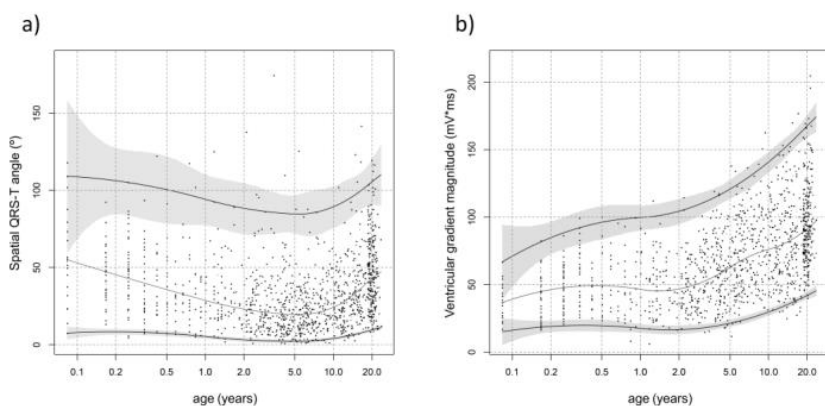 a)
Spatial QRS-T angle (º)
150
100
50
0
0.1 0.2 0.5 1.0 2.0 5.0 10.0 20.0
age (years)
b)
Ventricular gradient magnitude (mV*ms)
200
150
100
50
0
0.1 0.2 0.5 1.0 2.0 5.0 10.0 20.0
age (years)